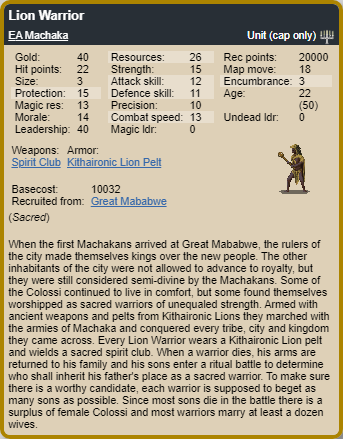 Lion Warrior
EA Machaka Unit (cap only)
Gold: 40 Resources: 26 Rec points: 20000
Hit points: 22 Strength: 15 Map move: 18
Size: 3 Attack skill: 12 Encumbrance: 3
Protection: 15 Defence skill: 11 Age: 22
Magic res: 13 Precision: 10 (50)
Morale: 14 Combat speed: 13 Undead ldr: 0
Leadership: 40 Magic ldr: 0
Weapons: Armor:
Spirit Club Kithaironic Lion Pelt
Basecost: 10032
Recruited from: Great Mababwe
(Sacred)
When the first Machakans arrived at Great Mababwe, the rulers of
the city made themselves kings over the new people. The other
inhabitants of the city were not allowed to advance to royalty, but
they were still considered semi-divine by the Machakans. Some of
the Colossi continued to live in comfort, but some found themselves
worshipped as sacred warriors of unequaled strength. Armed with
ancient weapons and pelts from Kithaironic Lions they marched with
the armies of Machaka and conquered every tribe, city and kingdom
they came across. Every Lion Warrior wears a Kithaironic Lion pelt
and wields a sacred spirit club. When a warrior dies, his arms are
returned to his family and his sons enter a ritual battle to determine
who shall inherit his father's place as a sacred warrior. To make sure
there is a worthy candidate, each warrior is supposed to beget as
many sons as possible. Since most sons die in the battle there is a
surplus of female Colossi and most warriors marry at least a dozen
wives.